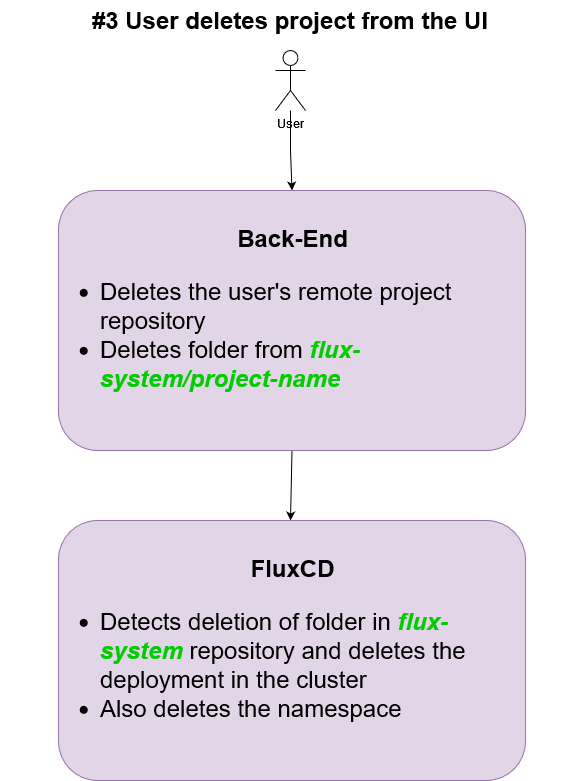 #3 User deletes project from the UI
User
Back-End
• Deletes the user's remote project
repository
• Deletes folder from flux-
system/project-name
FluxCD
• Detects deletion of folder in flux-
system repository and deletes the
deployment in the cluster
• Also deletes the namespace